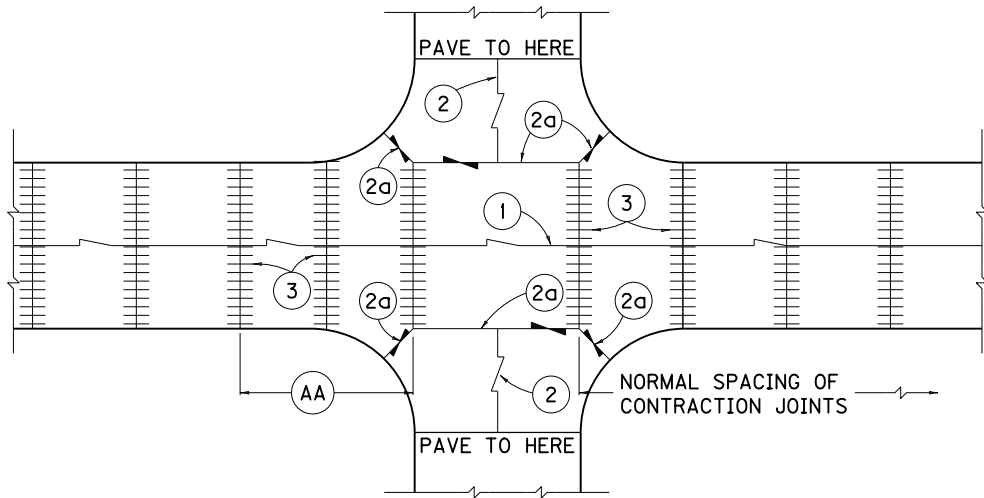 PAVE TO HERE
2
2a
2a
1
3
3
2a
2a
2a
AA
2
NORMAL SPACING OF
CONTRACTION JOINTS
PAVE TO HERE